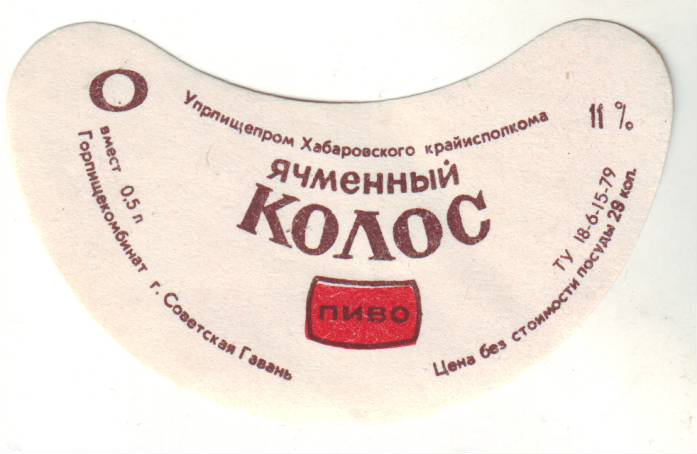 Упрпищепром Хабаровского крайисполкома
11 %
ЯЧМЕННЫЙ
КОЛОС
ПИВО
вмест 0,5 л
Горпищекомбинат г. Советская Гавань
ТУ 18-6-15-79
Цена без стоимости посуды 29 коп.